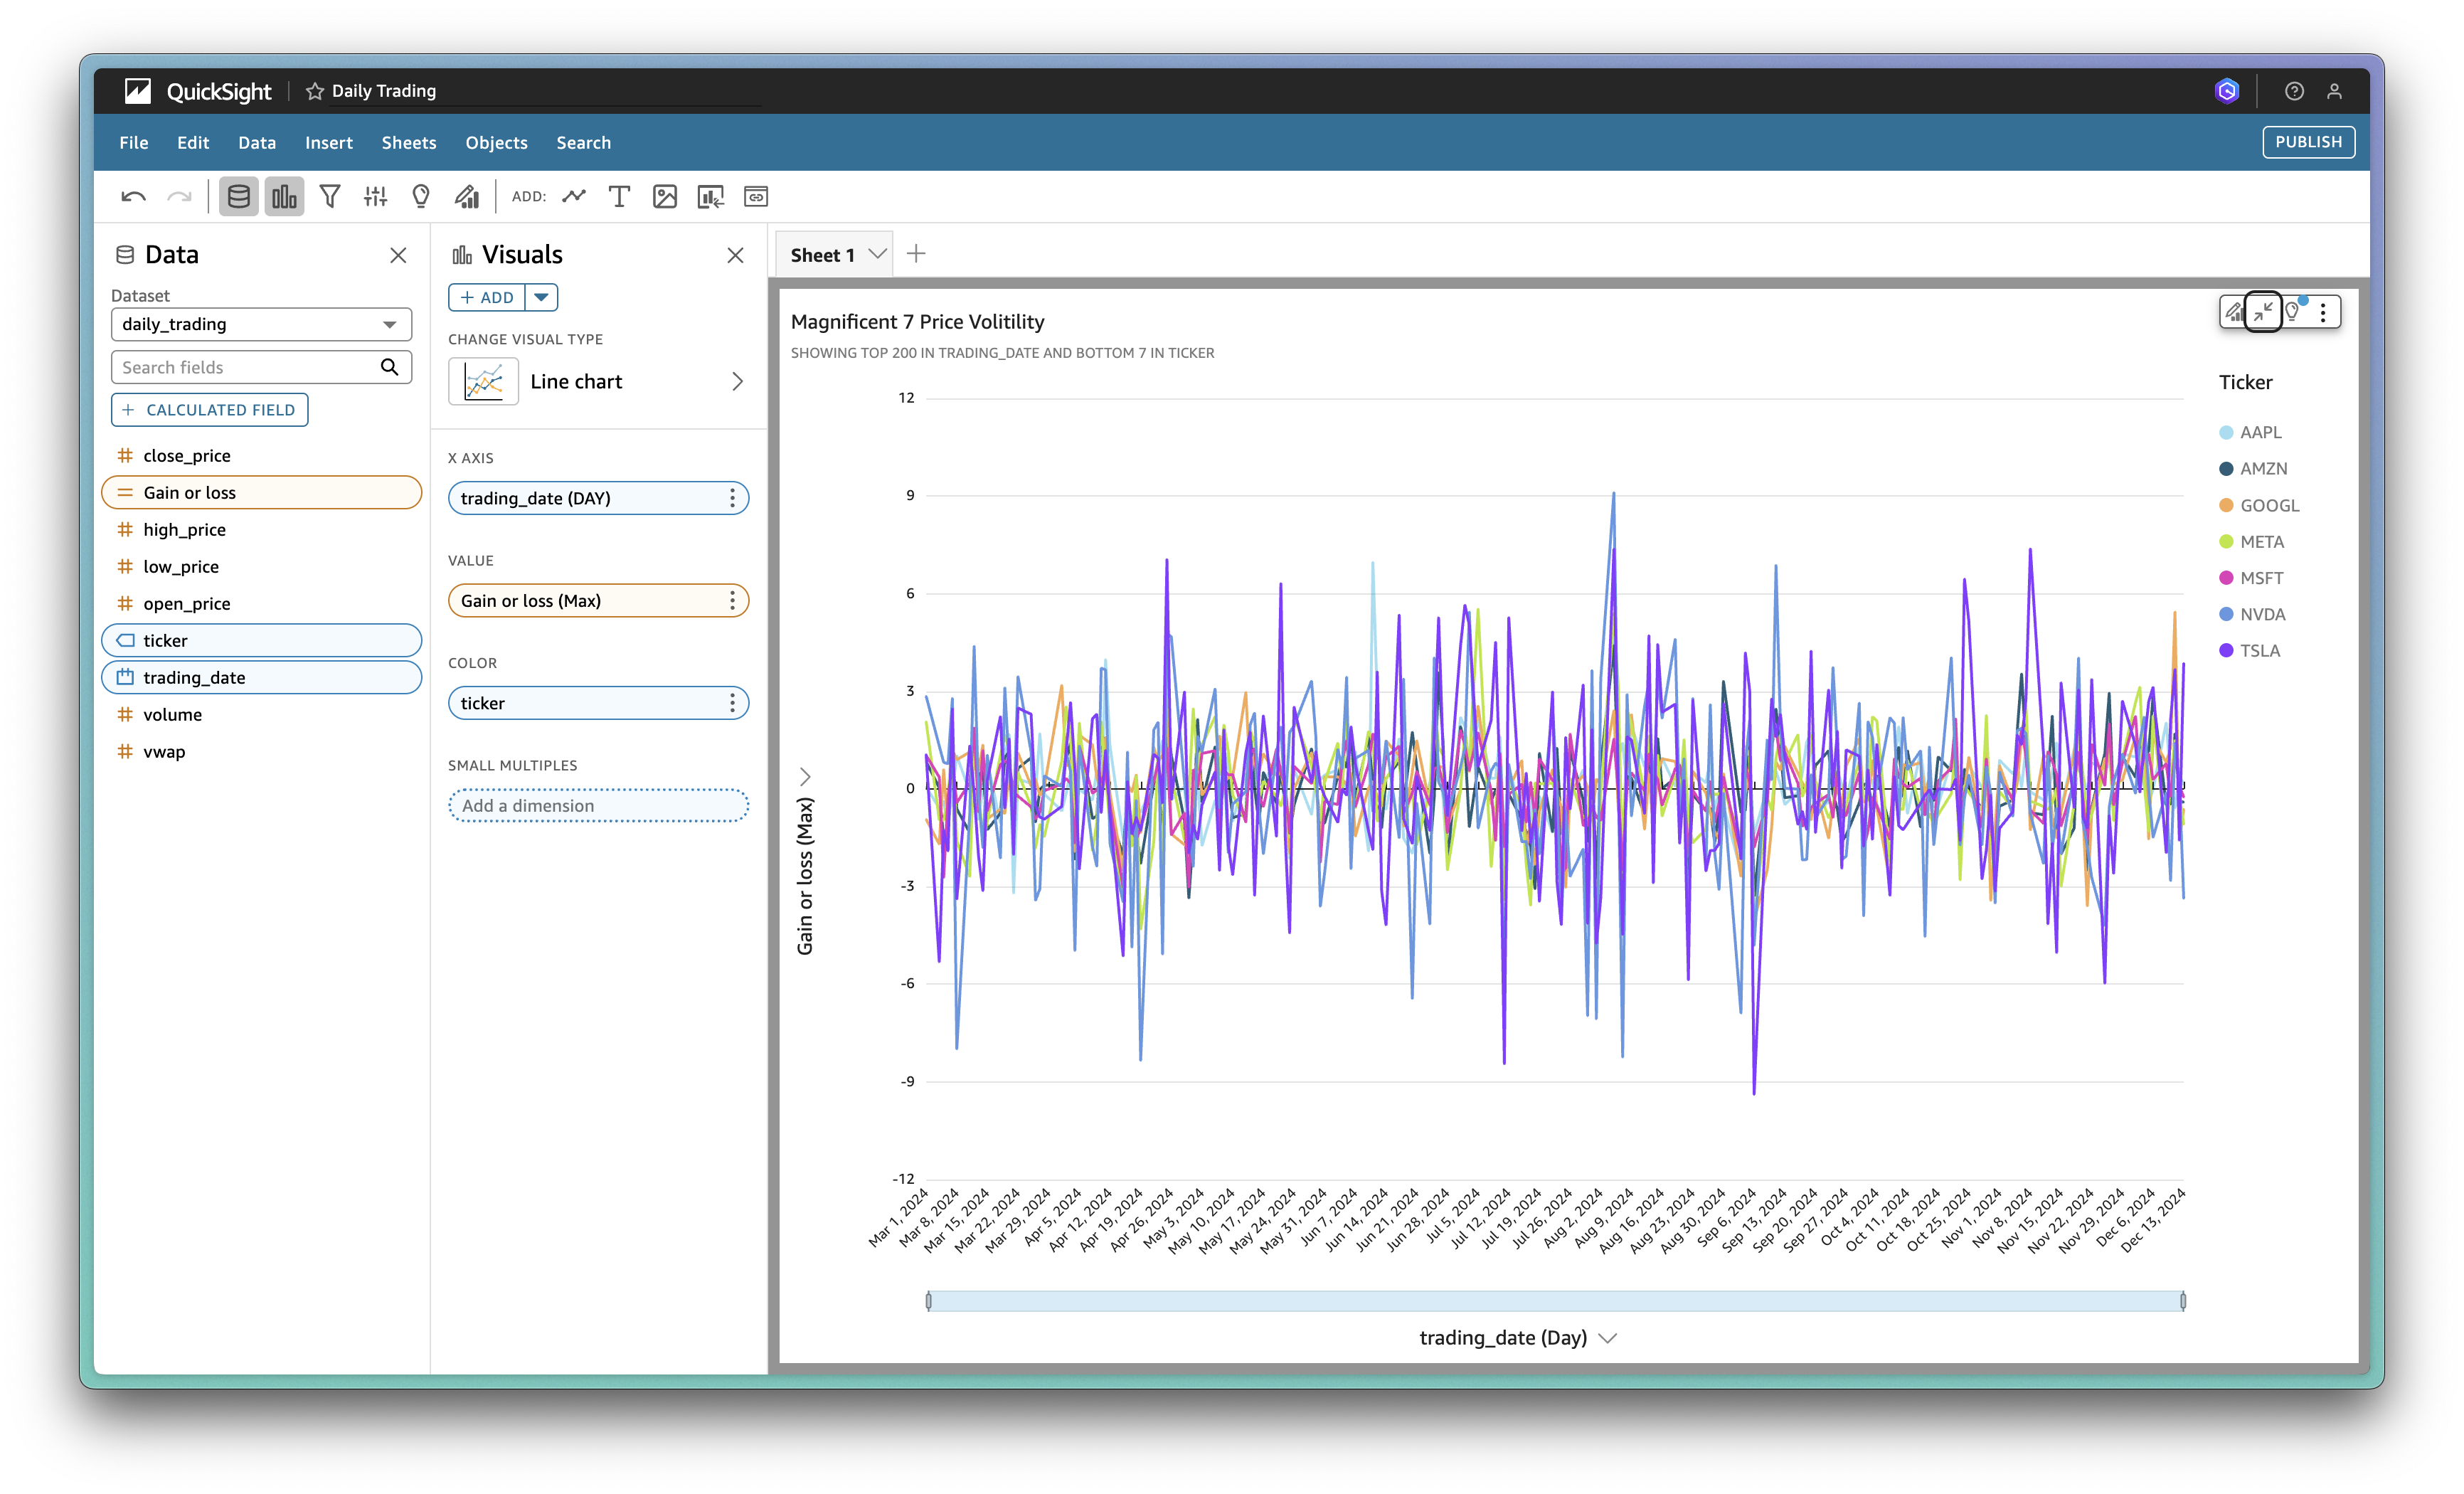 QuickSight
Daily Trading
File
Edit
Data
Insert
Sheets
Objects
Search
PUBLISH
ADD:
Data
Dataset
daily_trading
Search fields
+ CALCULATED FIELD
close_price
Gain or loss
high_price
low_price
open_price
ticker
trading_date
volume
vwap
Visuals
+ ADD
CHANGE VISUAL TYPE
Line chart
X AXIS
trading_date (DAY)
VALUE
Gain or loss (Max)
COLOR
ticker
SMALL MULTIPLES
Add a dimension
Sheet 1
Magnificent 7 Price Volitility
SHOWING TOP 200 IN TRADING_DATE AND BOTTOM 7 IN TICKER
Gain or loss (Max)
12
9
6
3
0
-3
-6
-9
-12
Mar 1, 2024
Mar 8, 2024
Mar 15, 2024
Mar 22, 2024
Mar 29, 2024
Apr 5, 2024
Apr 12, 2024
Apr 19, 2024
Apr 26, 2024
May 3, 2024
May 10, 2024
May 17, 2024
May 24, 2024
May 31, 2024
Jun 7, 2024
Jun 14, 2024
Jun 21, 2024
Jun 28, 2024
Jul 5, 2024
Jul 12, 2024
Jul 19, 2024
Jul 26, 2024
Aug 2, 2024
Aug 9, 2024
Aug 16, 2024
Aug 23, 2024
Aug 30, 2024
Sep 6, 2024
Sep 13, 2024
Sep 20, 2024
Sep 27, 2024
Oct 4, 2024
Oct 11, 2024
Oct 18, 2024
Oct 25, 2024
Nov 1, 2024
Nov 8, 2024
Nov 15, 2024
Nov 22, 2024
Nov 29, 2024
Dec 6, 2024
Dec 13, 2024
trading_date (Day)
Ticker
AAPL
AMZN
GOOGL
META
MSFT
NVDA
TSLA